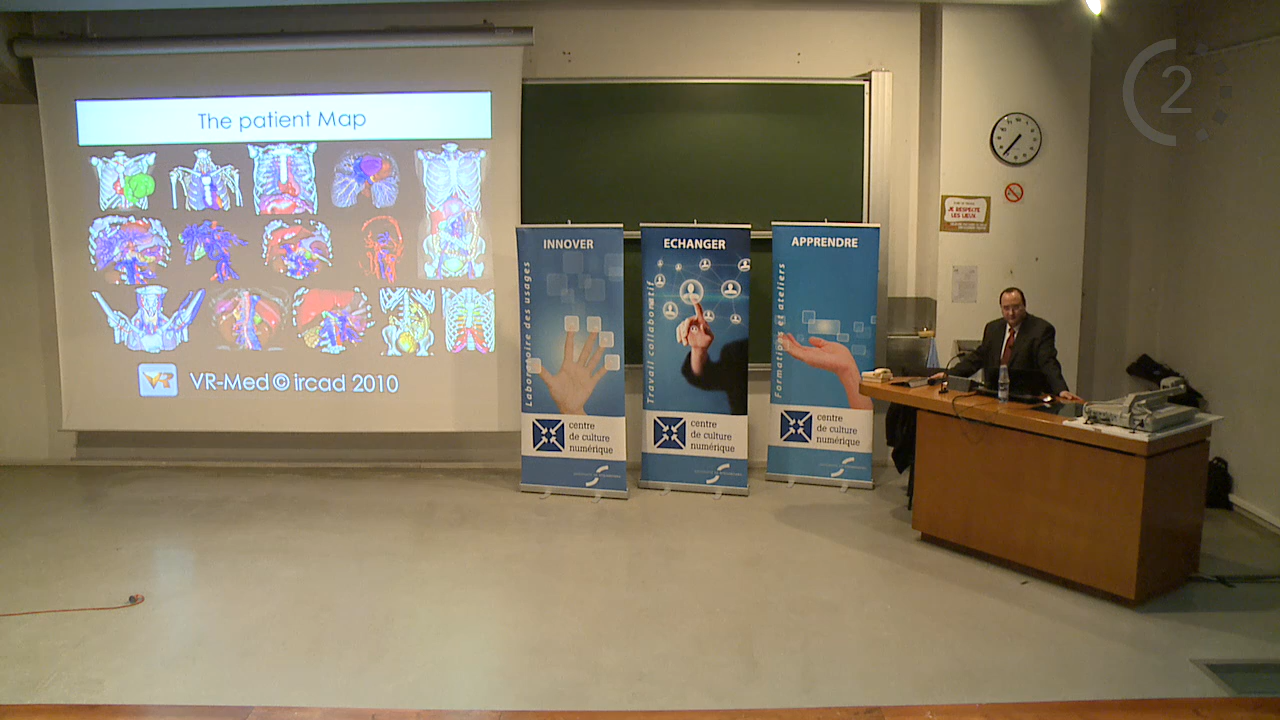 The patient Map
VR
VR-Med © ircad 2010
INNOVER
Laboratoire des usages
centre
de culture
numérique
ECHANGER
Travail collaboratif
centre
de culture
numérique
APPRENDRE
Formations et ateliers
centre
de culture
numérique
JE RESPECTE
LES LIEUX
2